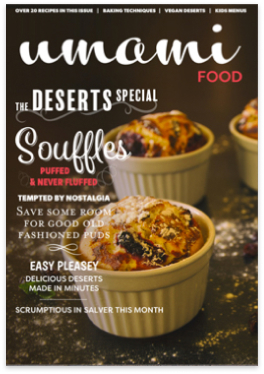 OVER 20 RECIPES IN THIS ISSUE | BAKING TECHNIQUES | VEGAN DESERTS | KIDS MENUS
umami
FOOD
THE DESERTS SPECIAL
Souffles
PUFFED
& NEVER FLUFFED
TEMPTED BY NOSTALGIA
SAVE SOME ROOM
FOR GOOD OLD
FASHIONED PUDS
EASY PLEASEY
DELICIOUS DESERTS
MADE IN MINUTES
SCRUMPTIOUS IN SALVER THIS MONTH